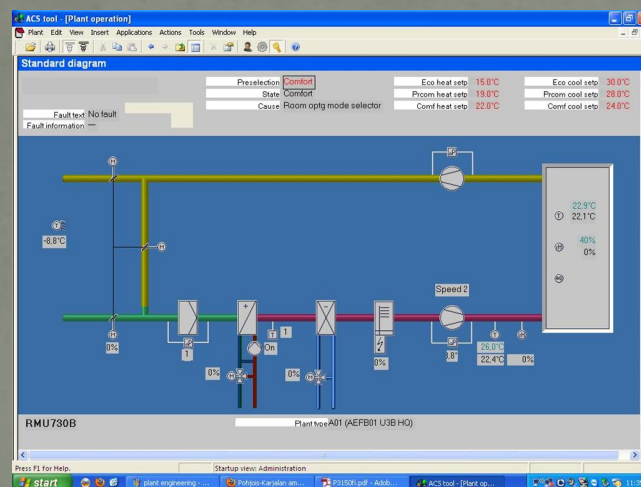 ACS tool - [Plant operation]
Plant Edit View Insert Applications Actions Tools Window Help
Standard diagram
Preselection Comfort Eco heat setp 15.0°C Eco cool setp 30.0°C
State Comfort Prcom heat setp 19.0°C Prcom cool setp 28.0°C
Cause Room optg mode selector Comf heat setp 22.0°C Comf cool setp 24.0°C
Fault text No fault
Fault information —
H
ΔP
22,9°C
T 22,1°C
T
-8,8°C
H
40%
0%
Speed 2
+
H
0%
ΔP
1
T 1
On
0%
0%
0%
ΔP
T
26,0°C
22,4°C
0%
RMU730B Plant type A01 (AEFB01 U3B HQ)
Press F1 for Help. Startup view: Administration
start plant engineering - ... Pohjois-Karjalan am... P3150fi.pdf - Adob... ACS tool - [Plant op...